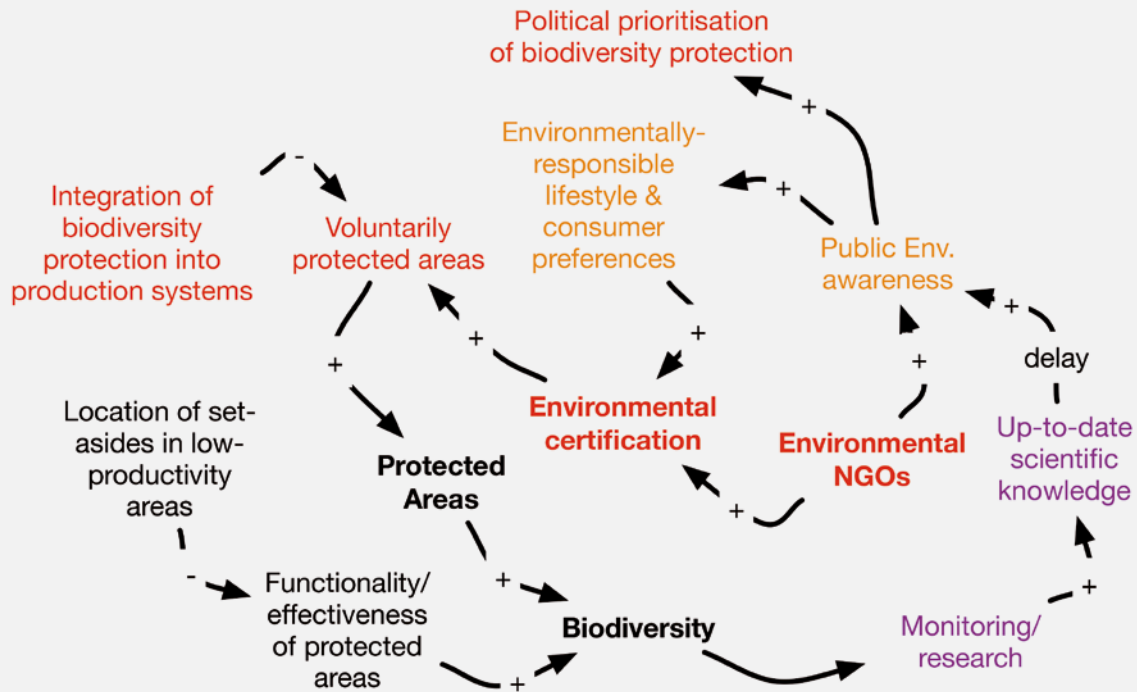 Political prioritisation
of biodiversity protection
+
Environmentally-
responsible
lifestyle &
consumer
preferences
+
-
Integration of
biodiversity
protection into
production systems
Voluntarily
protected areas
Public Env.
awareness
+
+
+
+
+
delay
Location of set-
asides in low-
productivity
areas
Environmental
certification
Protected
Areas
Environmental
NGOs
Up-to-date
scientific
knowledge
+
-
+
+
Functionality/
effectiveness
of protected
areas
Biodiversity
Monitoring/
research
+